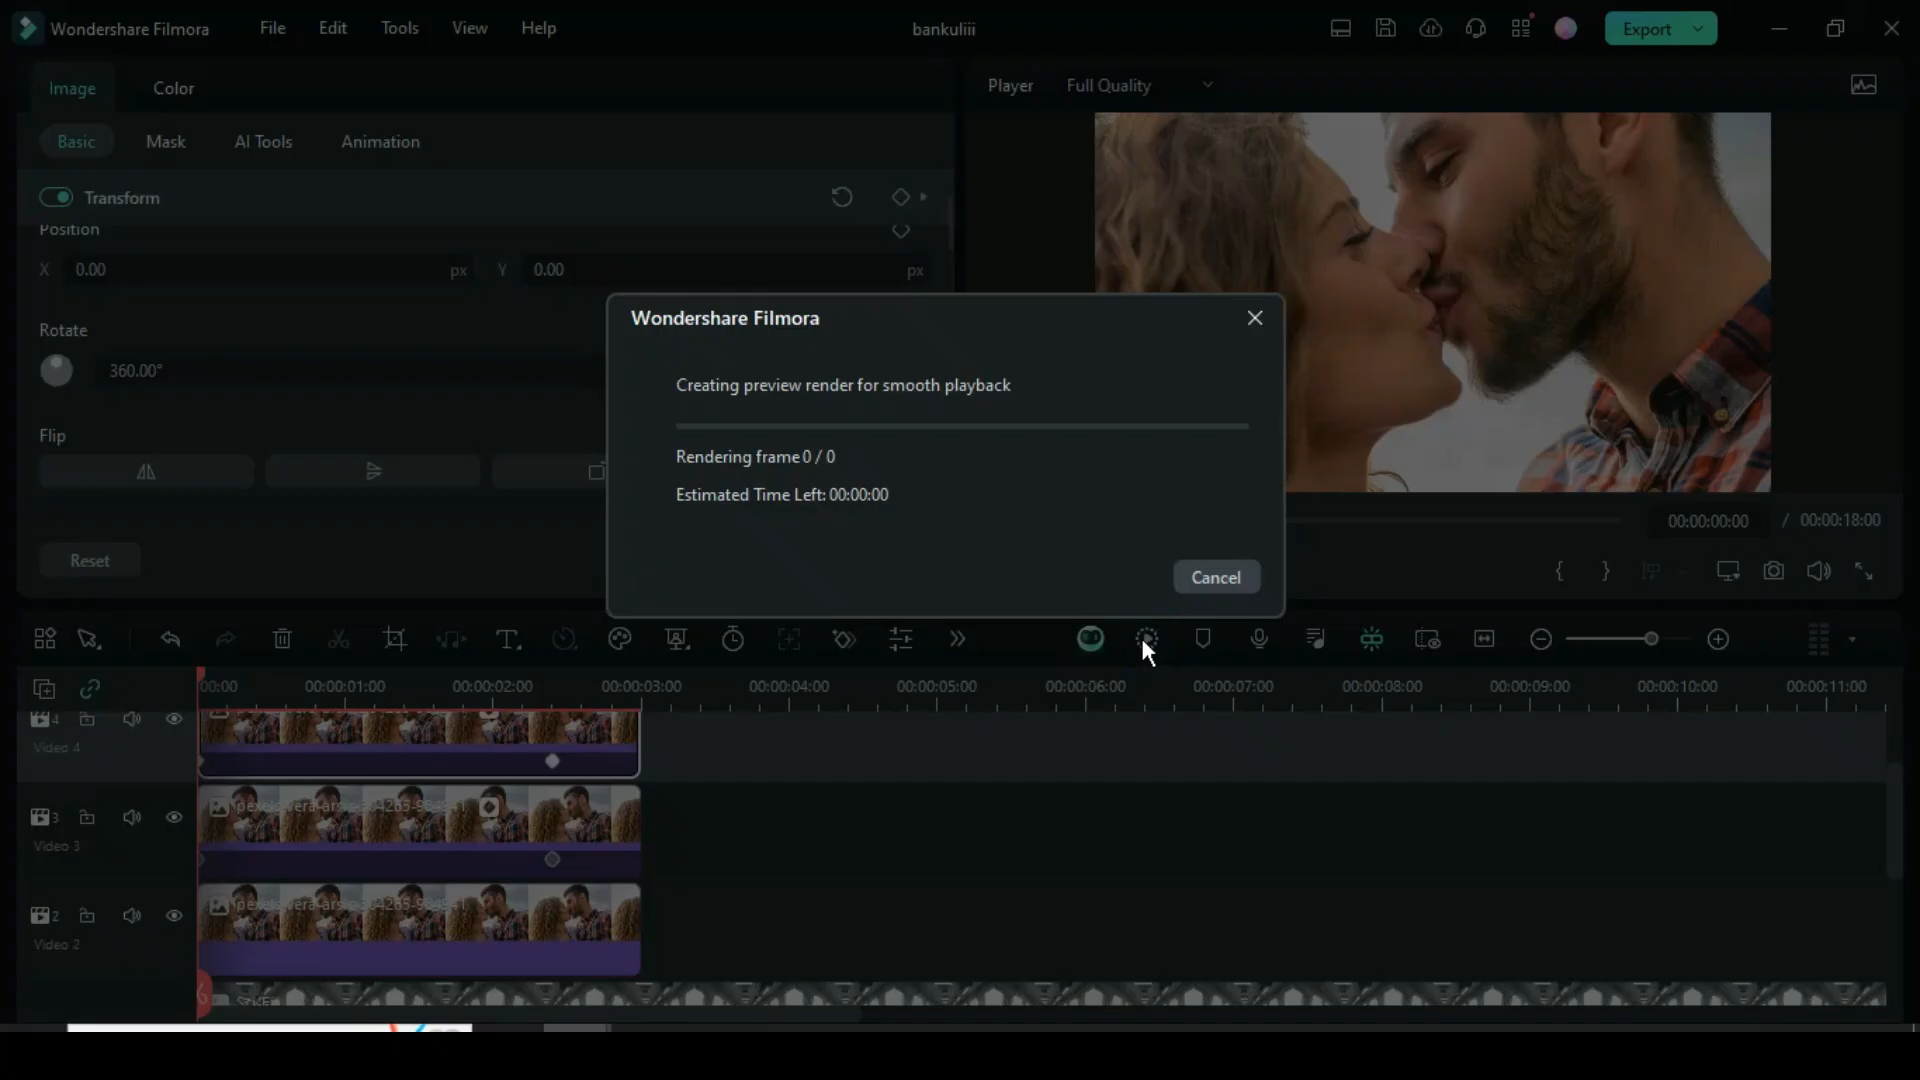 Wondershare Filmora File Edit Tools View Help bankuliii Export
Image Color
Player Full Quality
Basic Mask AI Tools Animation
Transform
Position
X 0.00 px Y 0.00 px
Rotate
360.00°
Flip
Reset
Wondershare Filmora
Creating preview render for smooth playback
Rendering frame 0 / 0
Estimated Time Left: 00:00:00
Cancel
00:00:00:00 / 00:00:18:00
00:00 00:00:01:00 00:00:02:00 00:00:03:00 00:00:04:00 00:00:05:00 00:00:06:00 00:00:07:00 00:00:08:00 00:00:09:00 00:00:10:00 00:00:11:00
4
Video 4
3
Video 3
2
Video 2